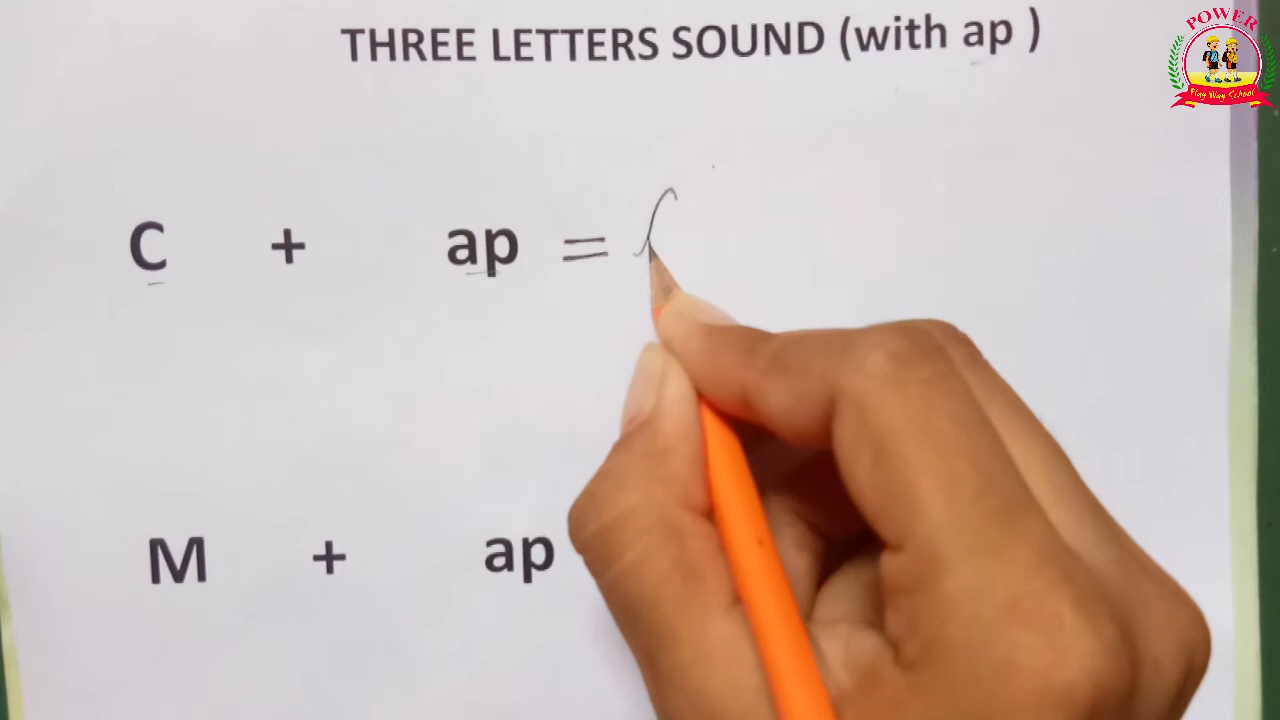 THREE LETTERS SOUND (with ap )
POWER
Play Way School
C + ap =
M + ap